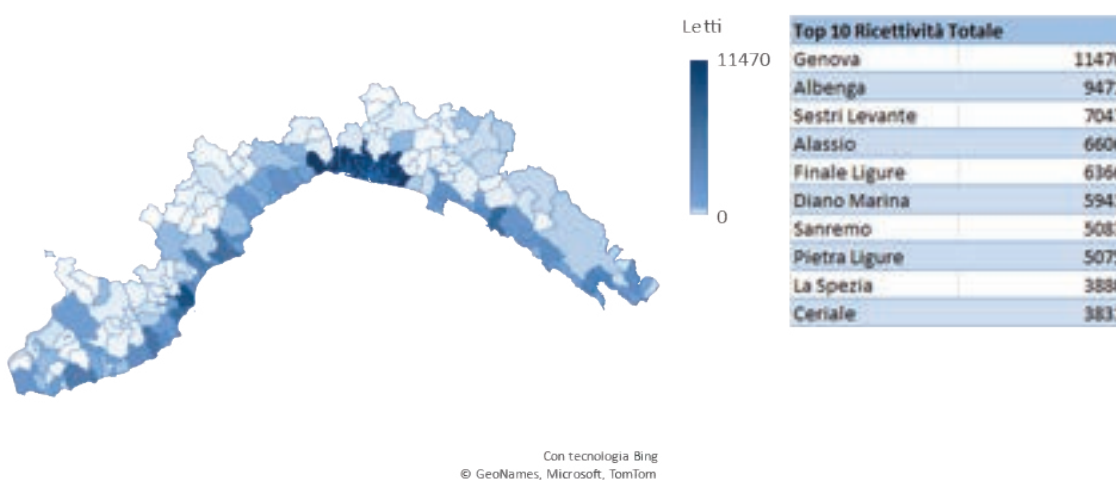 Letti
11470
0
Top 10 Ricettività Totale
Genova 11470
Albenga
Sestri Levante
Alassio
Finale Ligure
Diano Marina
Sanremo
Pietra Ligure
La Spezia
Ceriale
Con tecnologia Bing
© GeoNames, Microsoft, TomTom